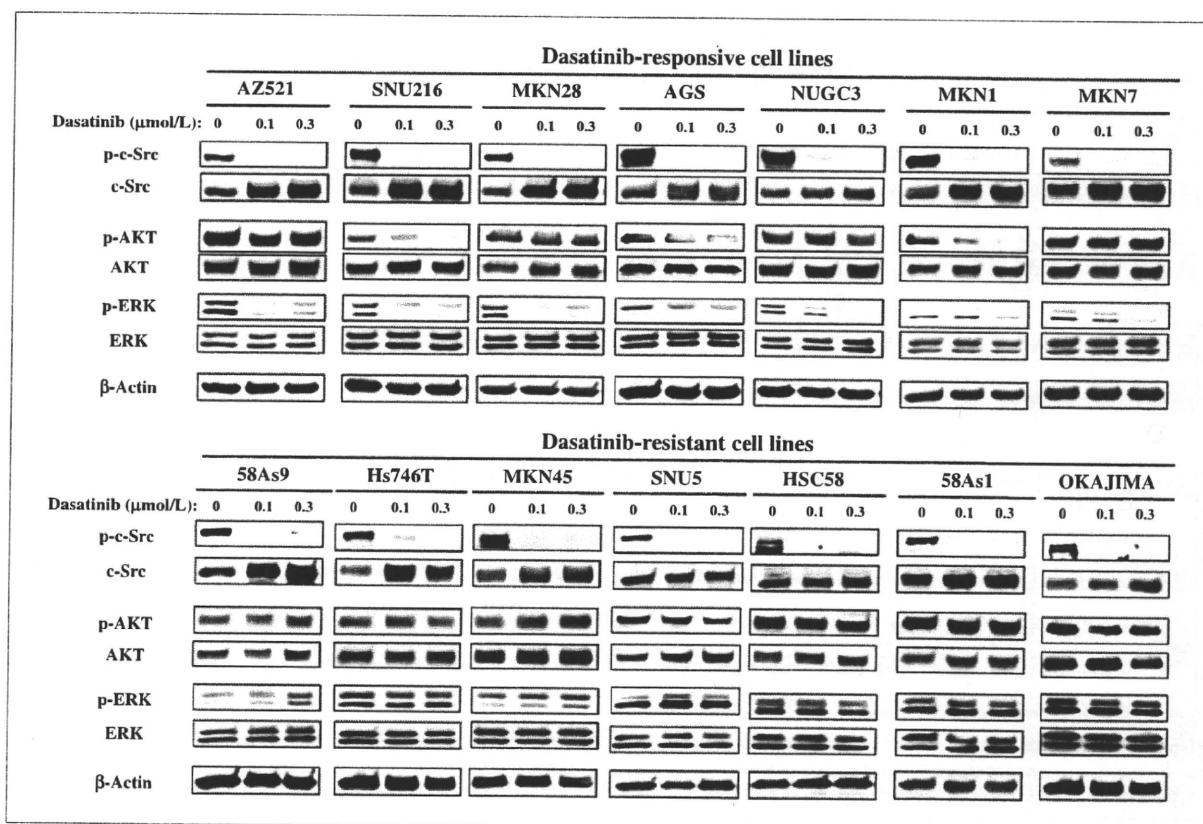 Dasatinib-responsive cell lines
AZ521 SNU216 MKN28 AGS NUGC3 MKN1 MKN7
Dasatinib (µmol/L): 0 0.1 0.3 0 0.1 0.3 0 0.1 0.3 0 0.1 0.3 0 0.1 0.3 0 0.1 0.3 0 0.1 0.3
p-c-Src
c-Src
p-AKT
AKT
p-ERK
ERK
β-Actin
Dasatinib-resistant cell lines
58As9 Hs746T MKN45 SNU5 HSC58 58As1 OKAJIMA
Dasatinib (µmol/L): 0 0.1 0.3 0 0.1 0.3 0 0.1 0.3 0 0.1 0.3 0 0.1 0.3 0 0.1 0.3 0 0.1 0.3
p-c-Src
c-Src
p-AKT
AKT
p-ERK
ERK
β-Actin